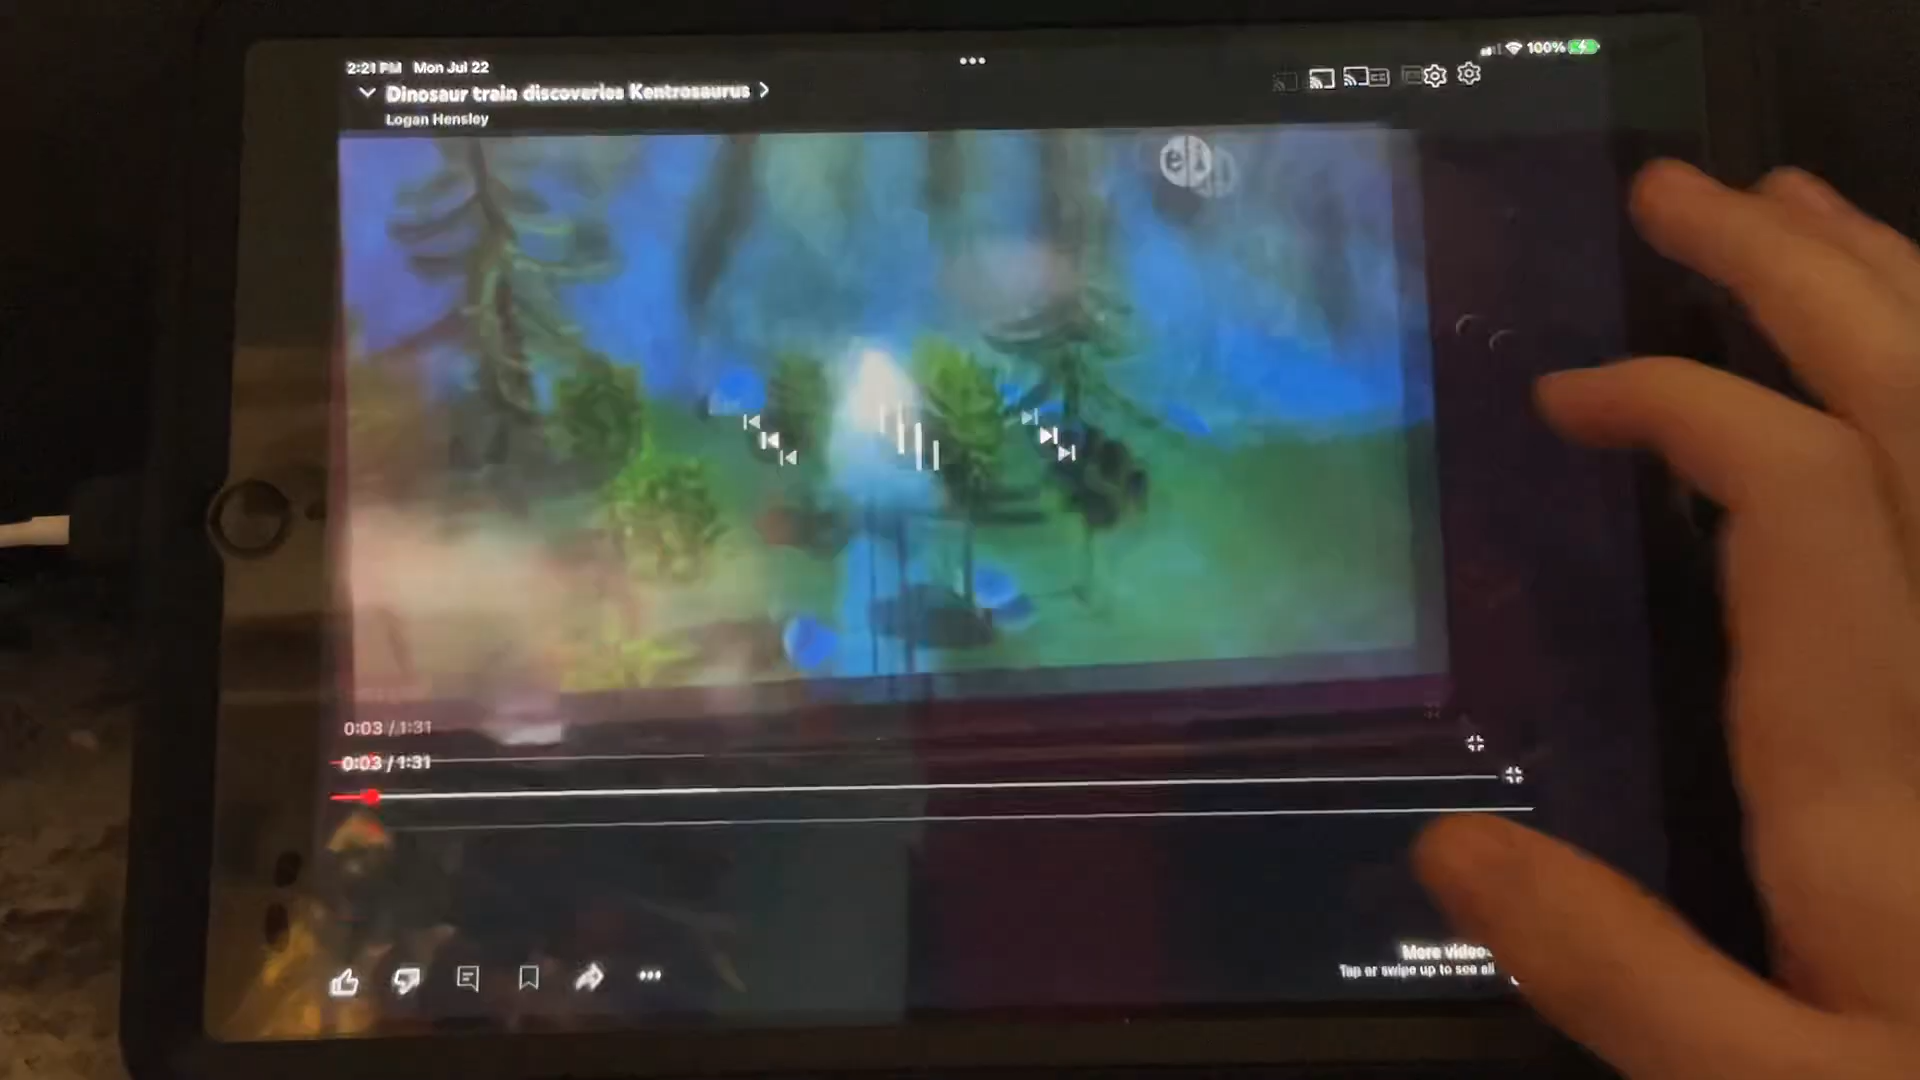 2:21 PM Mon Jul 22
100%
Dinosaur train discoveries Kentrosaurus
Logan Hensley
0:03 / 1:31
0:03 / 1:31
More videos
Tap or swipe up to see all